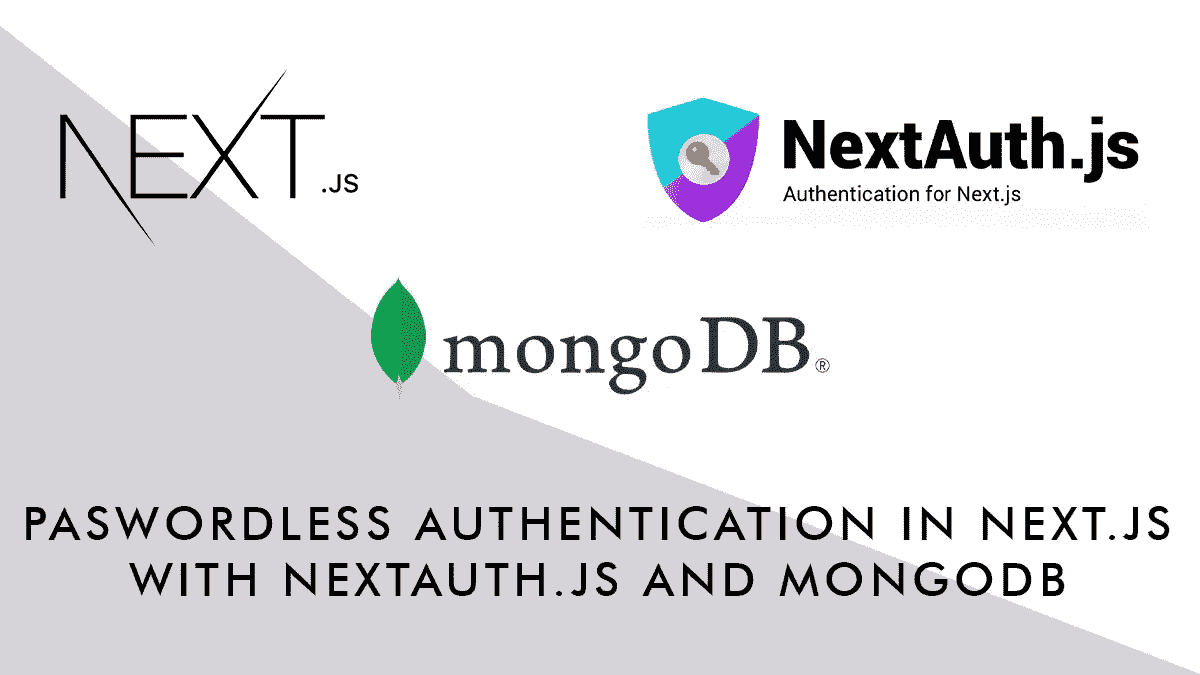 NEXT.JS
NextAuth.js
Authentication for Next.js
mongoDB®
PASWORDLESS AUTHENTICATION IN NEXT.JS
WITH NEXTAUTH.JS AND MONGODB